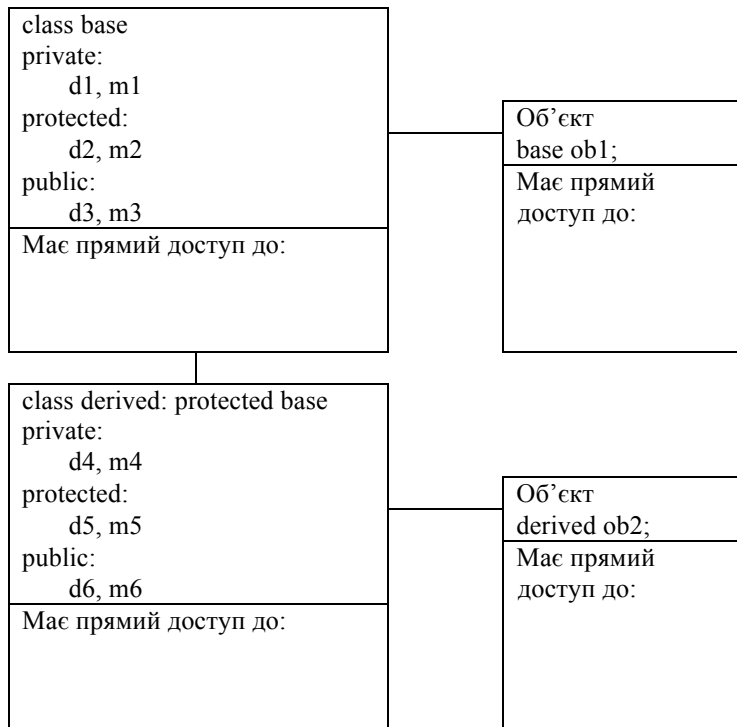 class base
private:
d1, m1
protected:
d2, m2
public:
d3, m3
Має прямий доступ до:
Об’єкт
base ob1;
Має прямий
доступ до:
class derived: protected base
private:
d4, m4
protected:
d5, m5
public:
d6, m6
Має прямий доступ до:
Об’єкт
derived ob2;
Має прямий
доступ до: